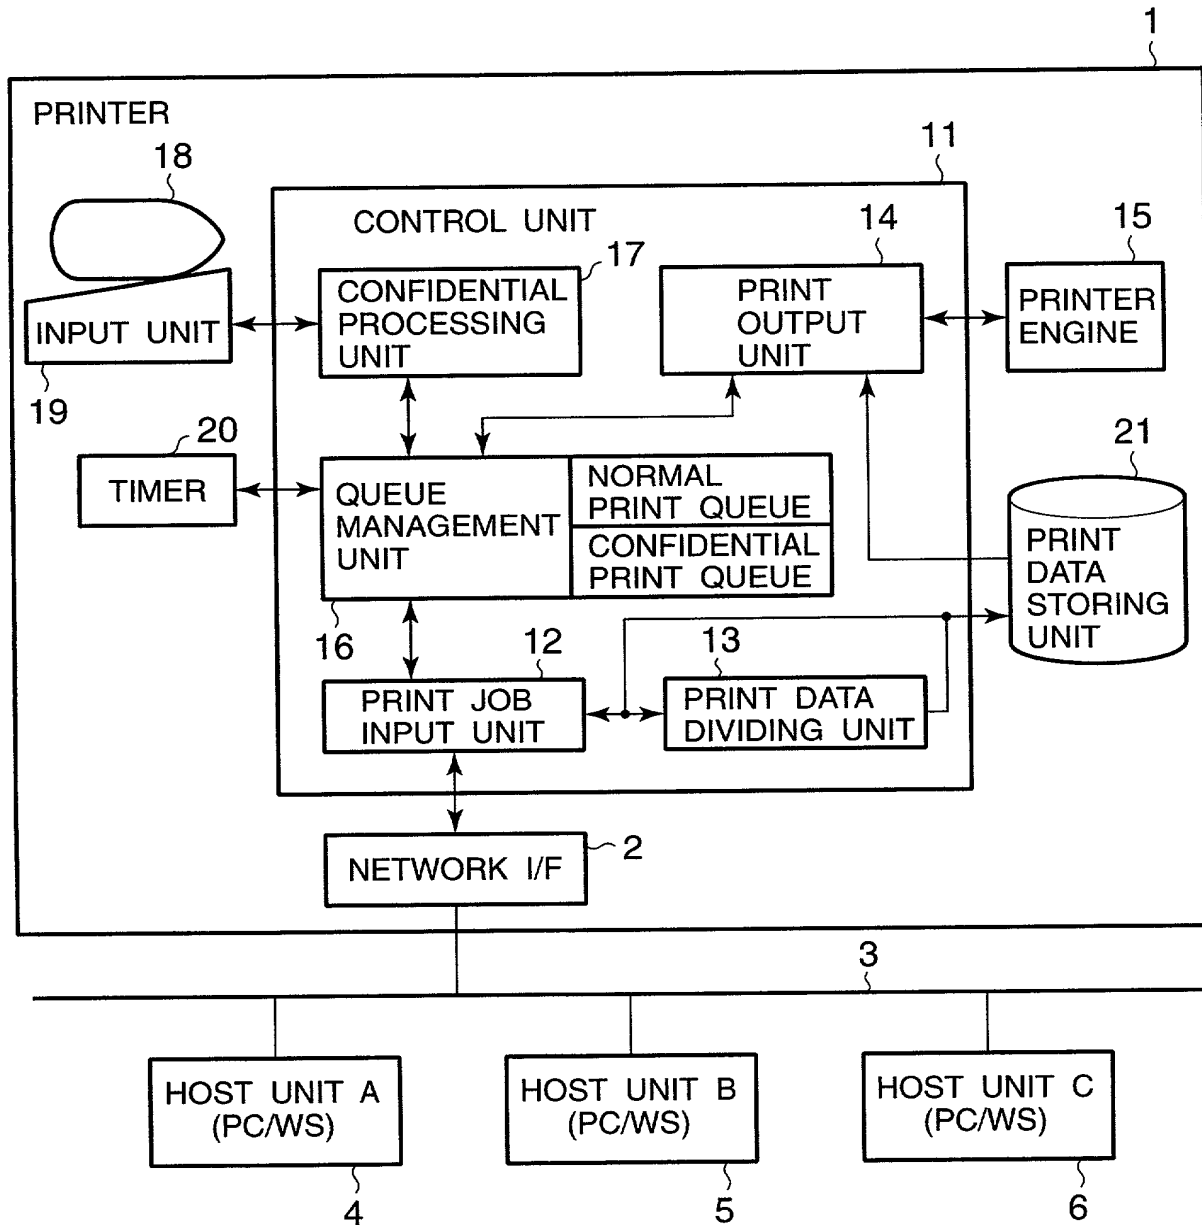 1
PRINTER
11
18
CONTROL UNIT
14
15
17
CONFIDENTIAL
PROCESSING
UNIT
PRINT
OUTPUT
UNIT
PRINTER
ENGINE
INPUT UNIT
19
20
21
TIMER
QUEUE
MANAGEMENT
UNIT
NORMAL
PRINT QUEUE
CONFIDENTIAL
PRINT QUEUE
PRINT
DATA
STORING
UNIT
16
12
13
PRINT JOB
INPUT UNIT
PRINT DATA
DIVIDING UNIT
2
NETWORK I/F
3
HOST UNIT A
(PC/WS)
HOST UNIT B
(PC/WS)
HOST UNIT C
(PC/WS)
4
5
6